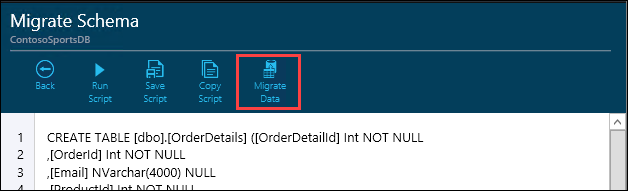 Migrate Schema
ContosoSportsDB
Back
Run
Script
Save
Script
Copy
Script
Migrate
Data
1 CREATE TABLE [dbo].[OrderDetails] ([OrderDetailId] Int NOT NULL
2 ,[OrderId] Int NOT NULL
3 ,[Email] NVarchar(4000) NULL
4 ,[ProductId] Int NOT NULL